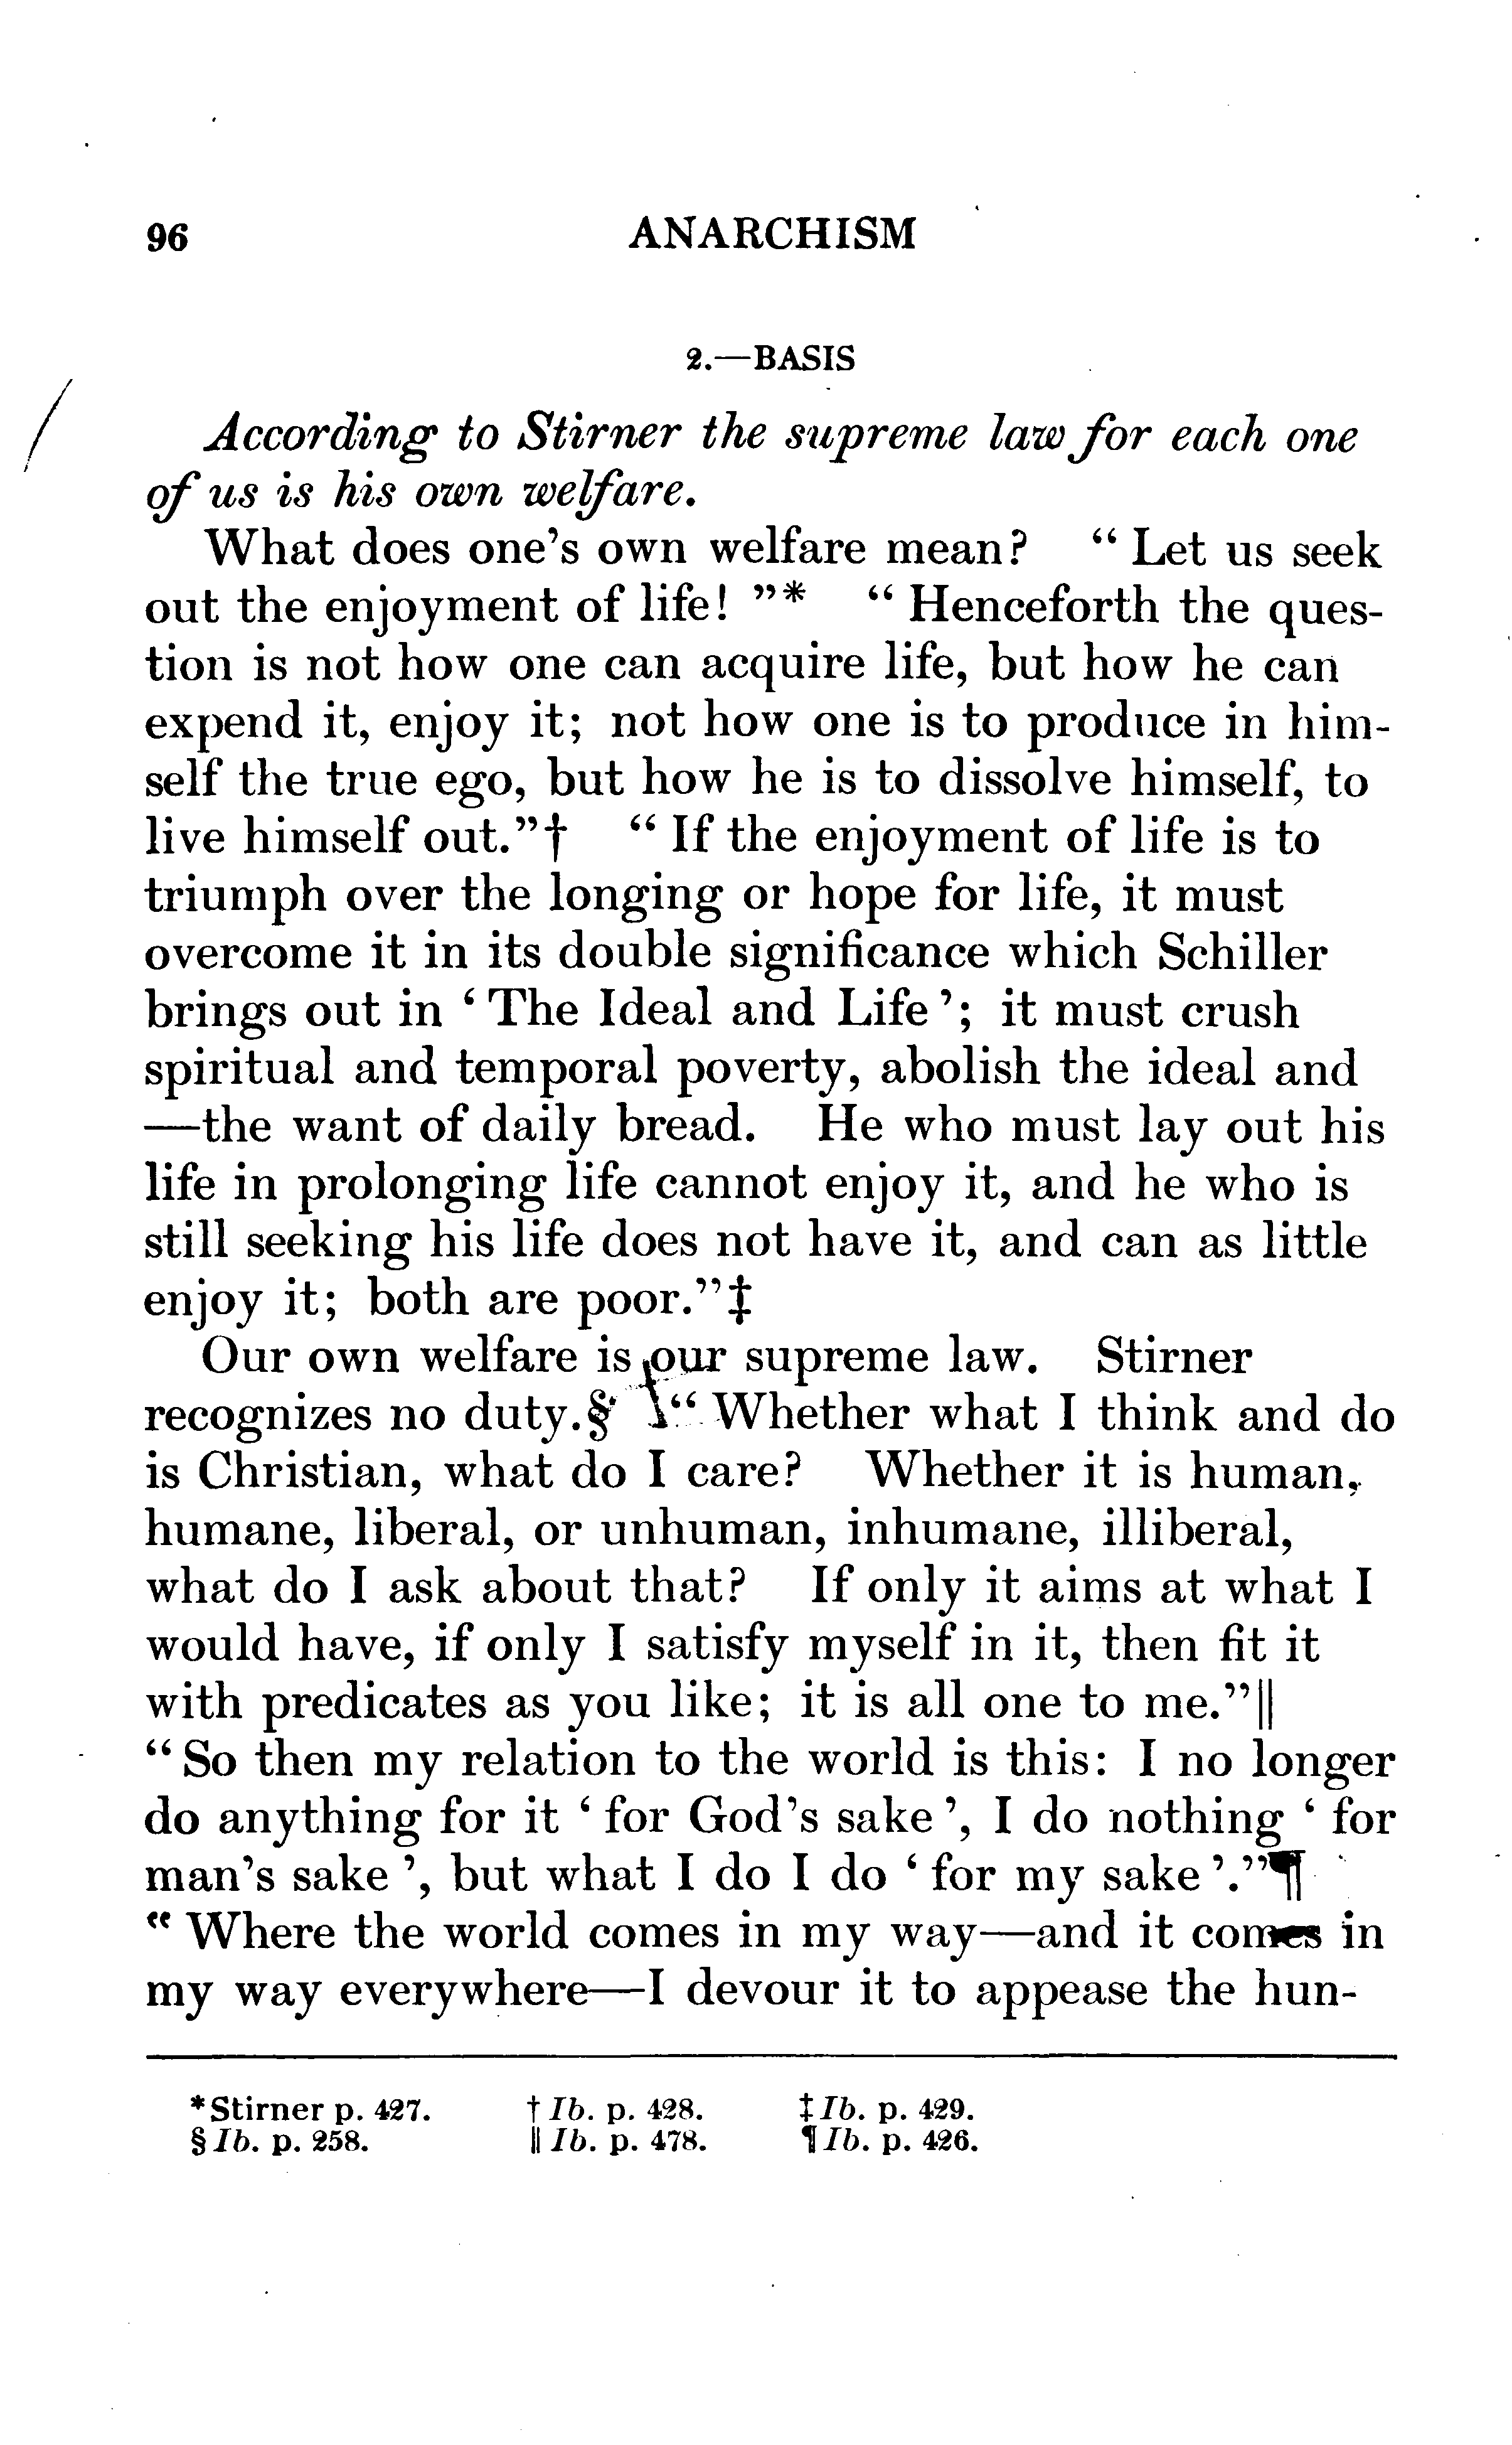 96 ANARCHISM
2.—BASIS
According to Stirner the supreme law for each one
of us is his own welfare.
What does one's own welfare mean? “ Let us seek
out the enjoyment of life! ”* “ Henceforth the ques-
tion is not how one can acquire life, but how he can
expend it, enjoy it; not how one is to produce in him-
self the true ego, but how he is to dissolve himself, to
live himself out.”† “ If the enjoyment of life is to
triumph over the longing or hope for life, it must
overcome it in its double significance which Schiller
brings out in ‘ The Ideal and Life ’; it must crush
spiritual and temporal poverty, abolish the ideal and
—the want of daily bread. He who must lay out his
life in prolonging life cannot enjoy it, and he who is
still seeking his life does not have it, and can as little
enjoy it; both are poor.”‡
Our own welfare is our supreme law. Stirner
recognizes no duty.§ “ Whether what I think and do
is Christian, what do I care? Whether it is human,
humane, liberal, or unhuman, inhumane, illiberal,
what do I ask about that? If only it aims at what I
would have, if only I satisfy myself in it, then fit it
with predicates as you like; it is all one to me.”||
“ So then my relation to the world is this: I no longer
do anything for it ‘ for God's sake ’, I do nothing ‘ for
man's sake ’, but what I do I do ‘ for my sake ’.”¶
“ Where the world comes in my way—and it comes in
my way everywhere—I devour it to appease the hun-
*Stirner p. 427. † Ib. p. 428. ‡ Ib. p. 429.
§ Ib. p. 258. || Ib. p. 478. ¶ Ib. p. 426.